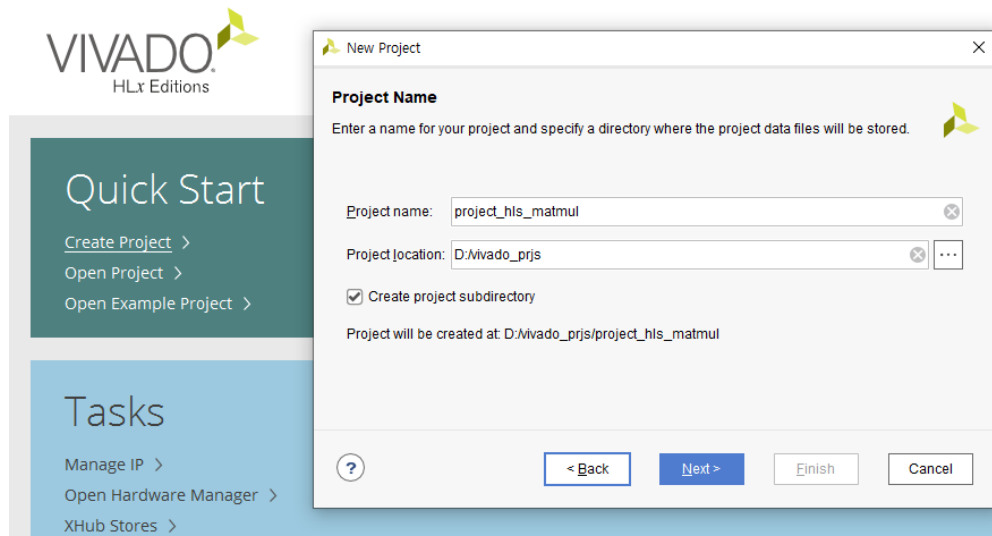 VIVADO.
HLx Editions
Quick Start
Create Project >
Open Project >
Open Example Project >
Tasks
Manage IP >
Open Hardware Manager >
XHub Stores >
New Project
Project Name
Enter a name for your project and specify a directory where the project data files will be stored.
Project name: project_hls_matmul
Project location: D:/vivado_prjs ...
Create project subdirectory
Project will be created at: D:/vivado_prjs/project_hls_matmul
? < Back Next > Finish Cancel